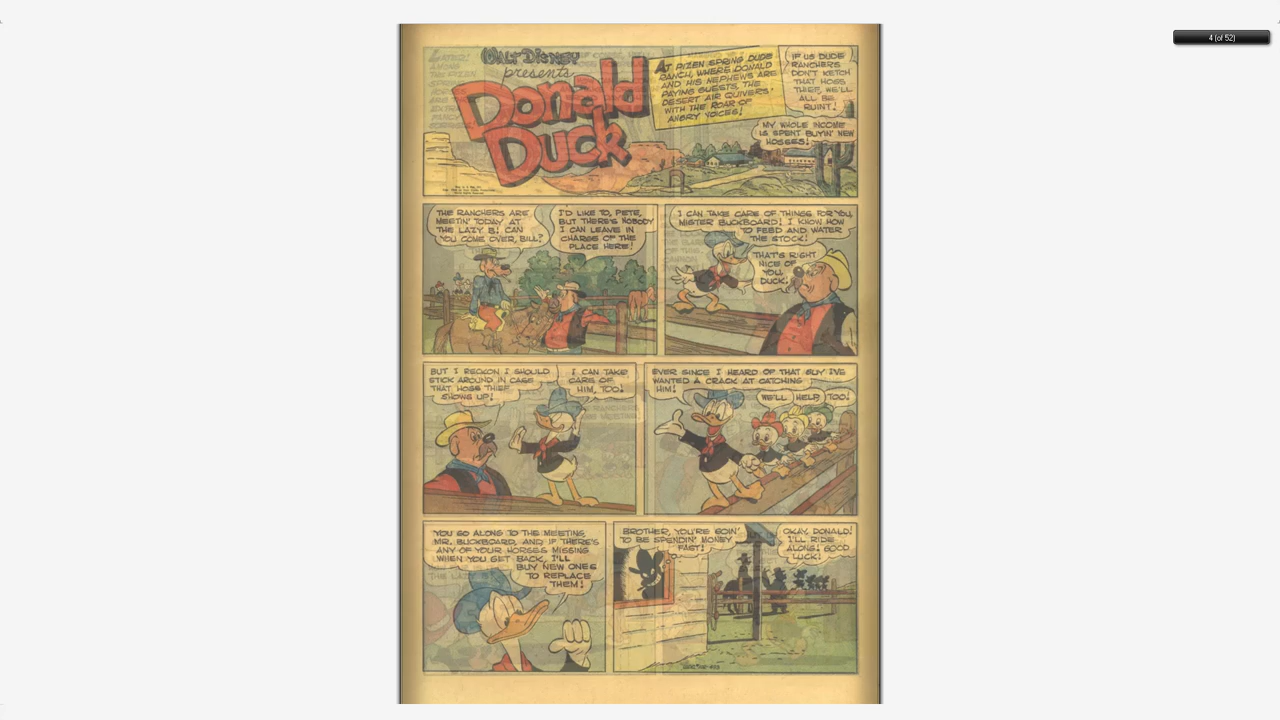 4 (of 52)
WALT DISNEY
presents
Donald
Duck
AT PIZEN SPRING DUDE
RANCH, WHERE DONALD
AND HIS NEPHEWS ARE
PAYING GUESTS, THE
DESERT AIR QUIVERS
WITH THE ROAR OF
ANGRY VOICES!
IF US DUDE
RANCHERS
DON'T KETCH
THAT HOSS
THIEF, WE'LL
ALL BE
RUINT!
MY WHOLE INCOME
IS SPENT BUYIN' NEW
HOSSES!
THE RANCHERS ARE
MEETIN' TODAY AT
THE LAZY B! CAN
YOU COME OVER, BILL?
I'D LIKE TO, PETE,
BUT THERE'S NOBODY
I CAN LEAVE IN
CHARGE OF THE
PLACE HERE!
I CAN TAKE CARE OF THINGS FOR YOU,
MISTER BUCKBOARD! I KNOW HOW
TO FEED AND WATER
THE STOCK!
THAT'S RIGHT
NICE OF
YOU,
DUCK!
BUT I RECKON I SHOULD
STICK AROUND IN CASE
THAT HOSS THIEF
SHOWS UP!
I CAN TAKE
CARE OF
HIM, TOO!
EVER SINCE I HEARD OF THAT GUY I'VE
WANTED A CRACK AT CATCHING
HIM!
WE'LL HELP, TOO!
YOU GO ALONG TO THE MEETING,
MR. BUCKBOARD, AND IF THERE'S
ANY OF YOUR HORSES MISSING
WHEN YOU GET BACK, I'LL
BUY NEW ONES
TO REPLACE
THEM!
BROTHER, YOU'RE GOIN'
TO BE SPENDIN' MONEY
FAST!
OKAY, DONALD!
I'LL RIDE
ALONG! GOOD
LUCK!